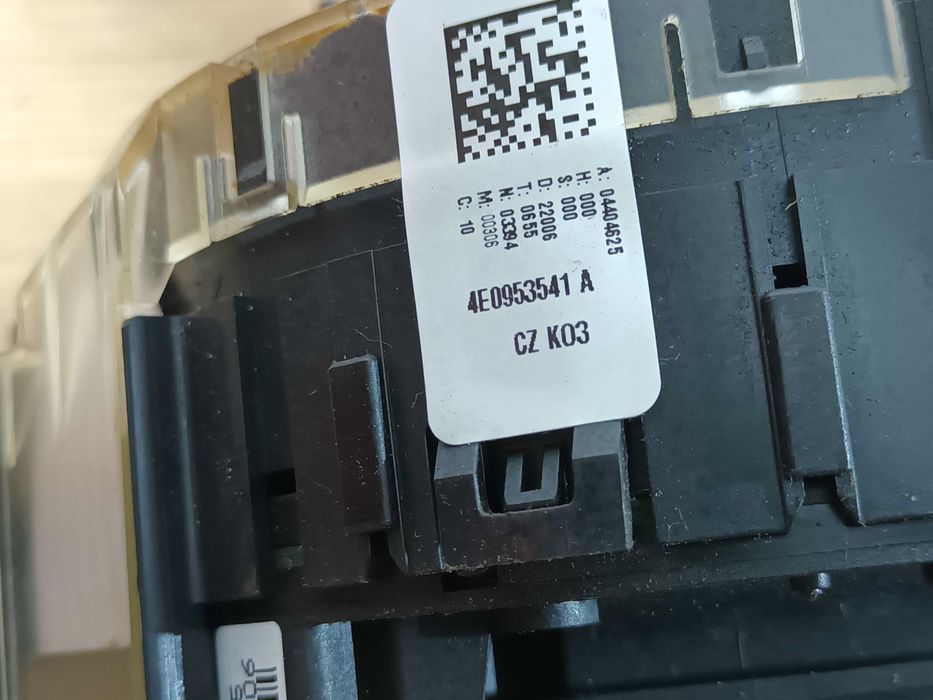 A: 04404625
H: 000
S: 000
D: 22006
T: 0655
N: 03394
M: 00306
C: 10
4E0953541 A
CZ K03